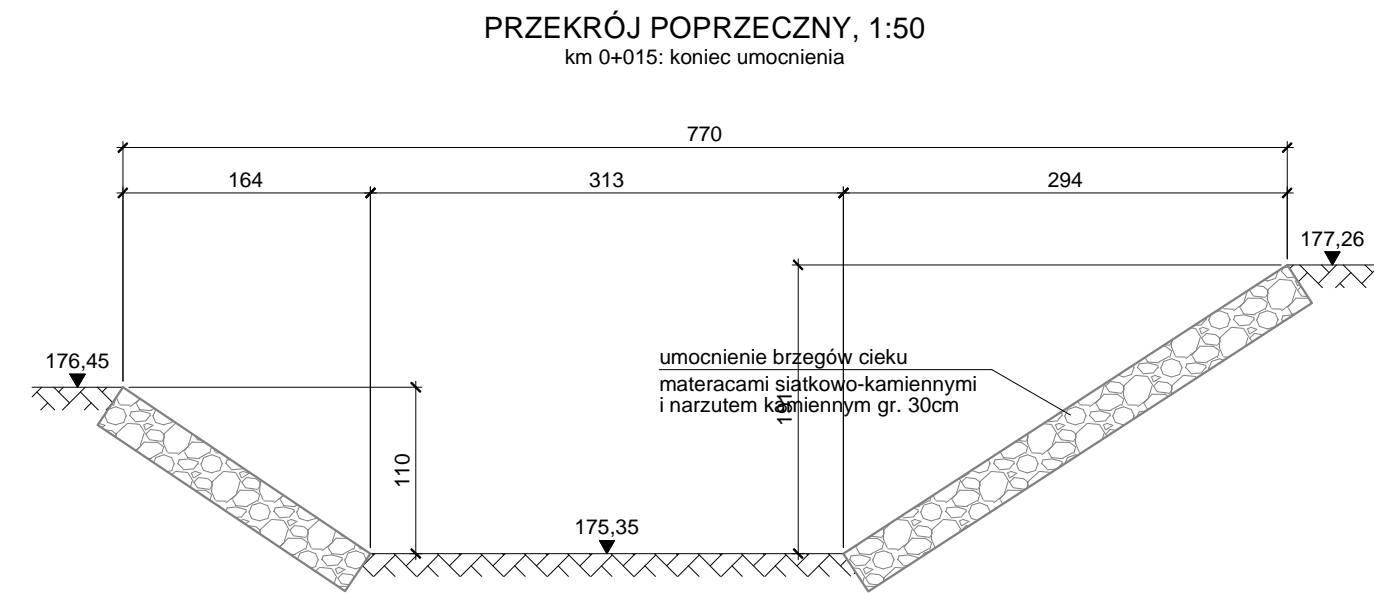 PRZEKRÓJ POPRZECZNY, 1:50
km 0+015: koniec umocnienia
770
164
313
294
177,26
176,45
umocnienie brzegów cieku
materacami siatkowo-kamiennymi
i narzutem kamiennym gr. 30cm
191
110
175,35